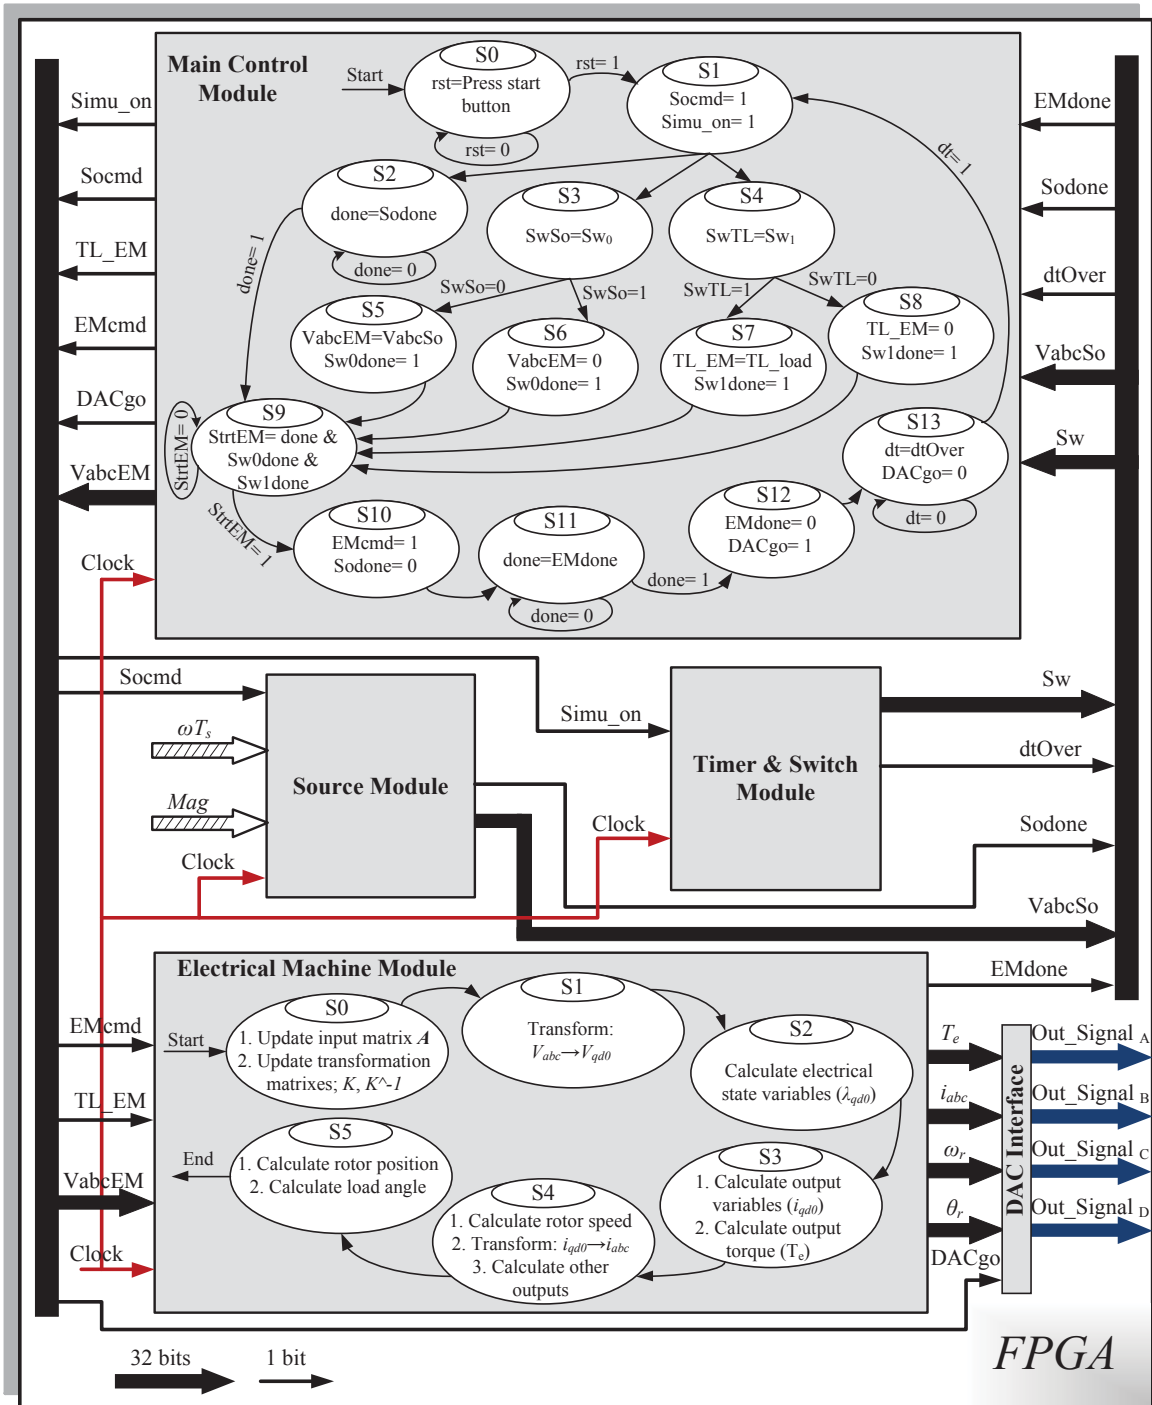 Main Control
Module
Start
S0
rst=Press start
button
rst= 0
rst= 1
S1
Socmd= 1
Simu_on= 1
dt= 1
S2
done=Sodone
done= 0
done= 1
S3
SwSo=Sw0
S4
SwTL=Sw1
SwSo=0
SwSo=1
SwTL=1
SwTL=0
S5
VabcEM=VabcSo
Sw0done= 1
S6
VabcEM= 0
Sw0done= 1
S7
TL_EM=TL_load
Sw1done= 1
S8
TL_EM= 0
Sw1done= 1
S9
StrtEM= done &
Sw0done &
Sw1done
StrtEM= 0
StrtEM= 1
S10
EMcmd= 1
Sodone= 0
S11
done=EMdone
done= 0
done= 1
S12
EMdone= 0
DACgo= 1
S13
dt=dtOver
DACgo= 0
dt= 0
Simu_on
Socmd
TL_EM
EMcmd
DACgo
VabcEM
Clock
EMdone
Sodone
dtOver
VabcSo
Sw
Socmd
ωTs
Mag
Clock
Source Module
Simu_on
Clock
Timer & Switch
Module
Sw
dtOver
Sodone
VabcSo
EMdone
Electrical Machine Module
EMcmd
TL_EM
VabcEM
Clock
Start
S0
1. Update input matrix A
2. Update transformation
matrixes; K, K^-1
S1
Transform:
Vabc→Vqd0
S2
Calculate electrical
state variables (λqd0)
S3
1. Calculate output
variables (iqd0)
2. Calculate output
torque (Te)
S4
1. Calculate rotor speed
2. Transform: iqd0→iabc
3. Calculate other
outputs
S5
1. Calculate rotor position
2. Calculate load angle
End
Te
iabc
ωr
θr
DACgo
DAC Interface
Out_Signal A
Out_Signal B
Out_Signal C
Out_Signal D
32 bits
1 bit
FPGA